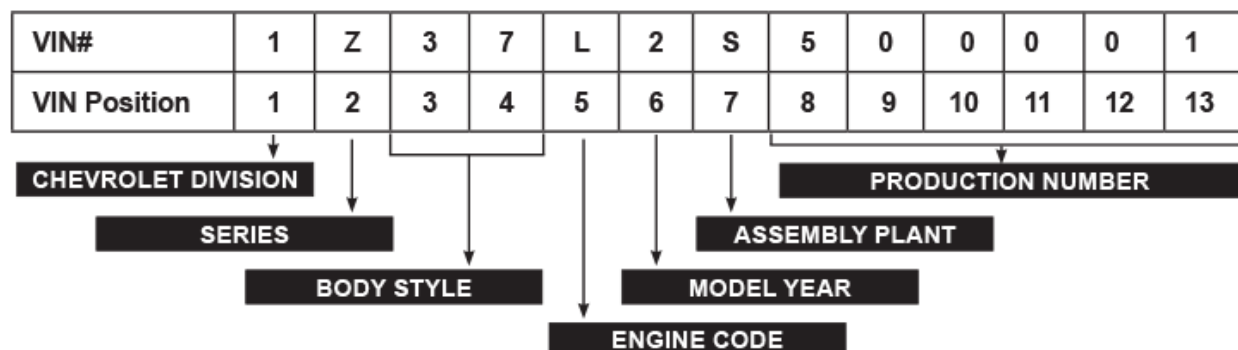 VIN# 1 Z 3 7 L 2 S 5 0 0 0 0 1
VIN Position 1 2 3 4 5 6 7 8 9 10 11 12 13
CHEVROLET DIVISION
PRODUCTION NUMBER
SERIES
ASSEMBLY PLANT
BODY STYLE
MODEL YEAR
ENGINE CODE